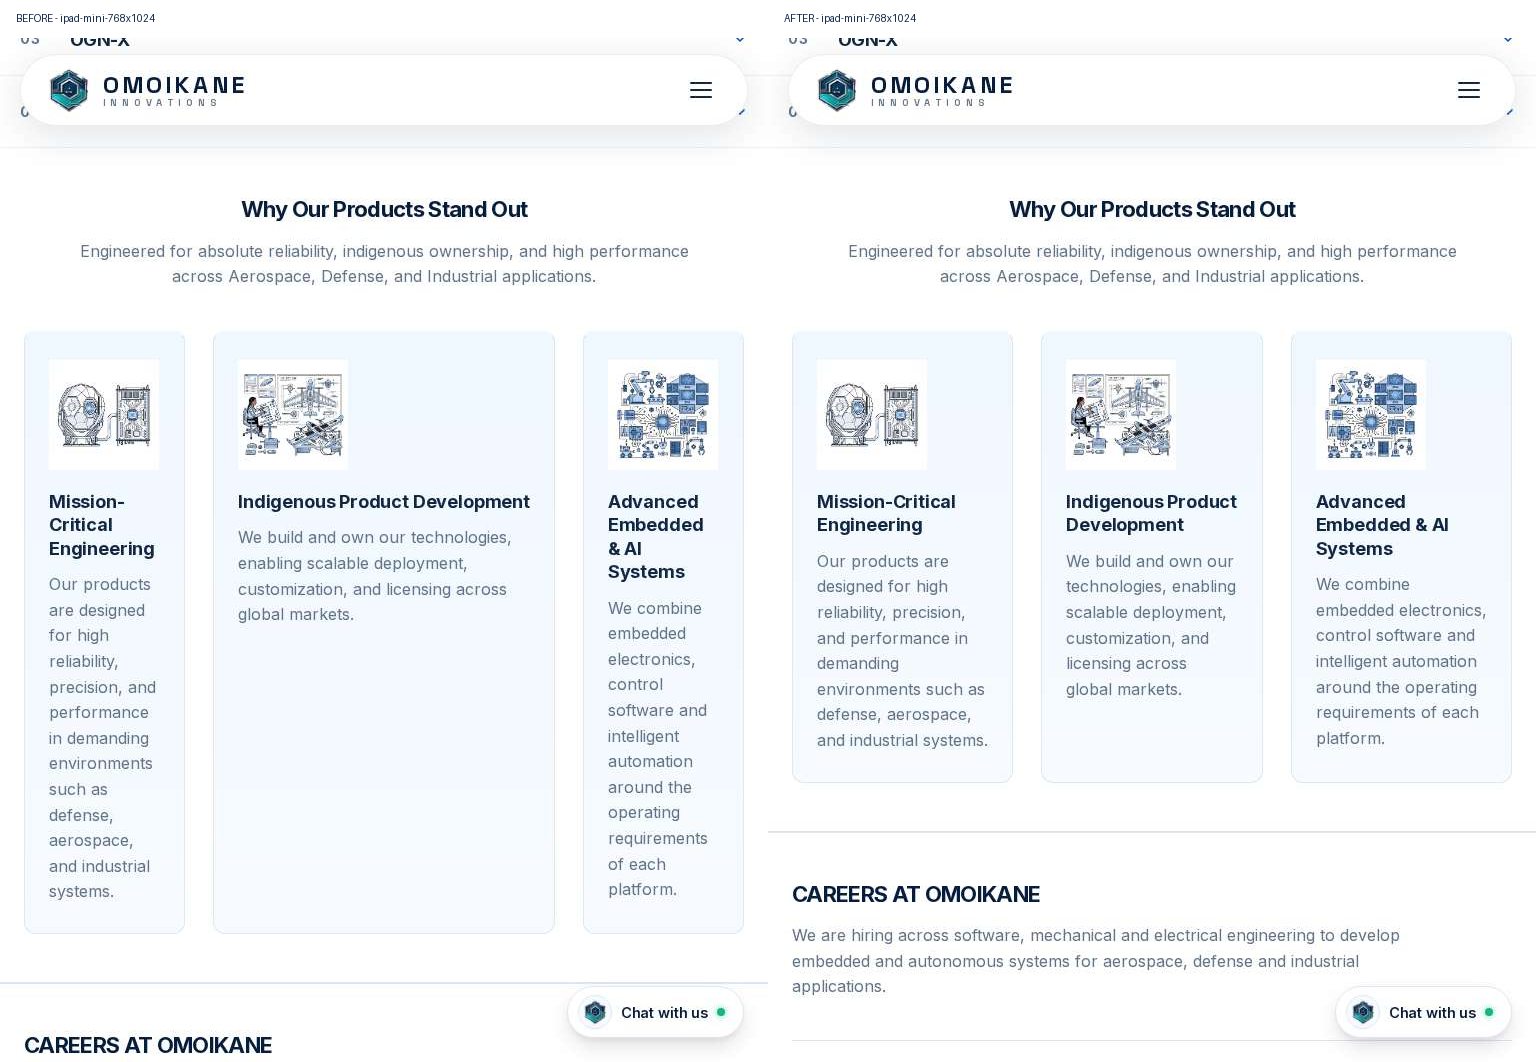 BEFORE - ipad-mini-768x1024
03 OGN-X
OMOIKANE
INNOVATIONS
Why Our Products Stand Out
Engineered for absolute reliability, indigenous ownership, and high performance
across Aerospace, Defense, and Industrial applications.
Mission-
Critical
Engineering
Our products
are designed
for high
reliability,
precision, and
performance
in demanding
environments
such as
defense,
aerospace,
and industrial
systems.
Indigenous Product Development
We build and own our technologies,
enabling scalable deployment,
customization, and licensing across
global markets.
Advanced
Embedded
& AI
Systems
We combine
embedded
electronics,
control
software and
intelligent
automation
around the
operating
requirements
of each
platform.
CAREERS AT OMOIKANE
Chat with us
AFTER - ipad-mini-768x1024
03 OGN-X
OMOIKANE
INNOVATIONS
Why Our Products Stand Out
Engineered for absolute reliability, indigenous ownership, and high performance
across Aerospace, Defense, and Industrial applications.
Mission-Critical
Engineering
Our products are
designed for high
reliability, precision,
and performance in
demanding
environments such as
defense, aerospace,
and industrial systems.
Indigenous Product
Development
We build and own our
technologies, enabling
scalable deployment,
customization, and
licensing across
global markets.
Advanced
Embedded & AI
Systems
We combine
embedded electronics,
control software and
intelligent automation
around the operating
requirements of each
platform.
CAREERS AT OMOIKANE
We are hiring across software, mechanical and electrical engineering to develop
embedded and autonomous systems for aerospace, defense and industrial
applications.
Chat with us